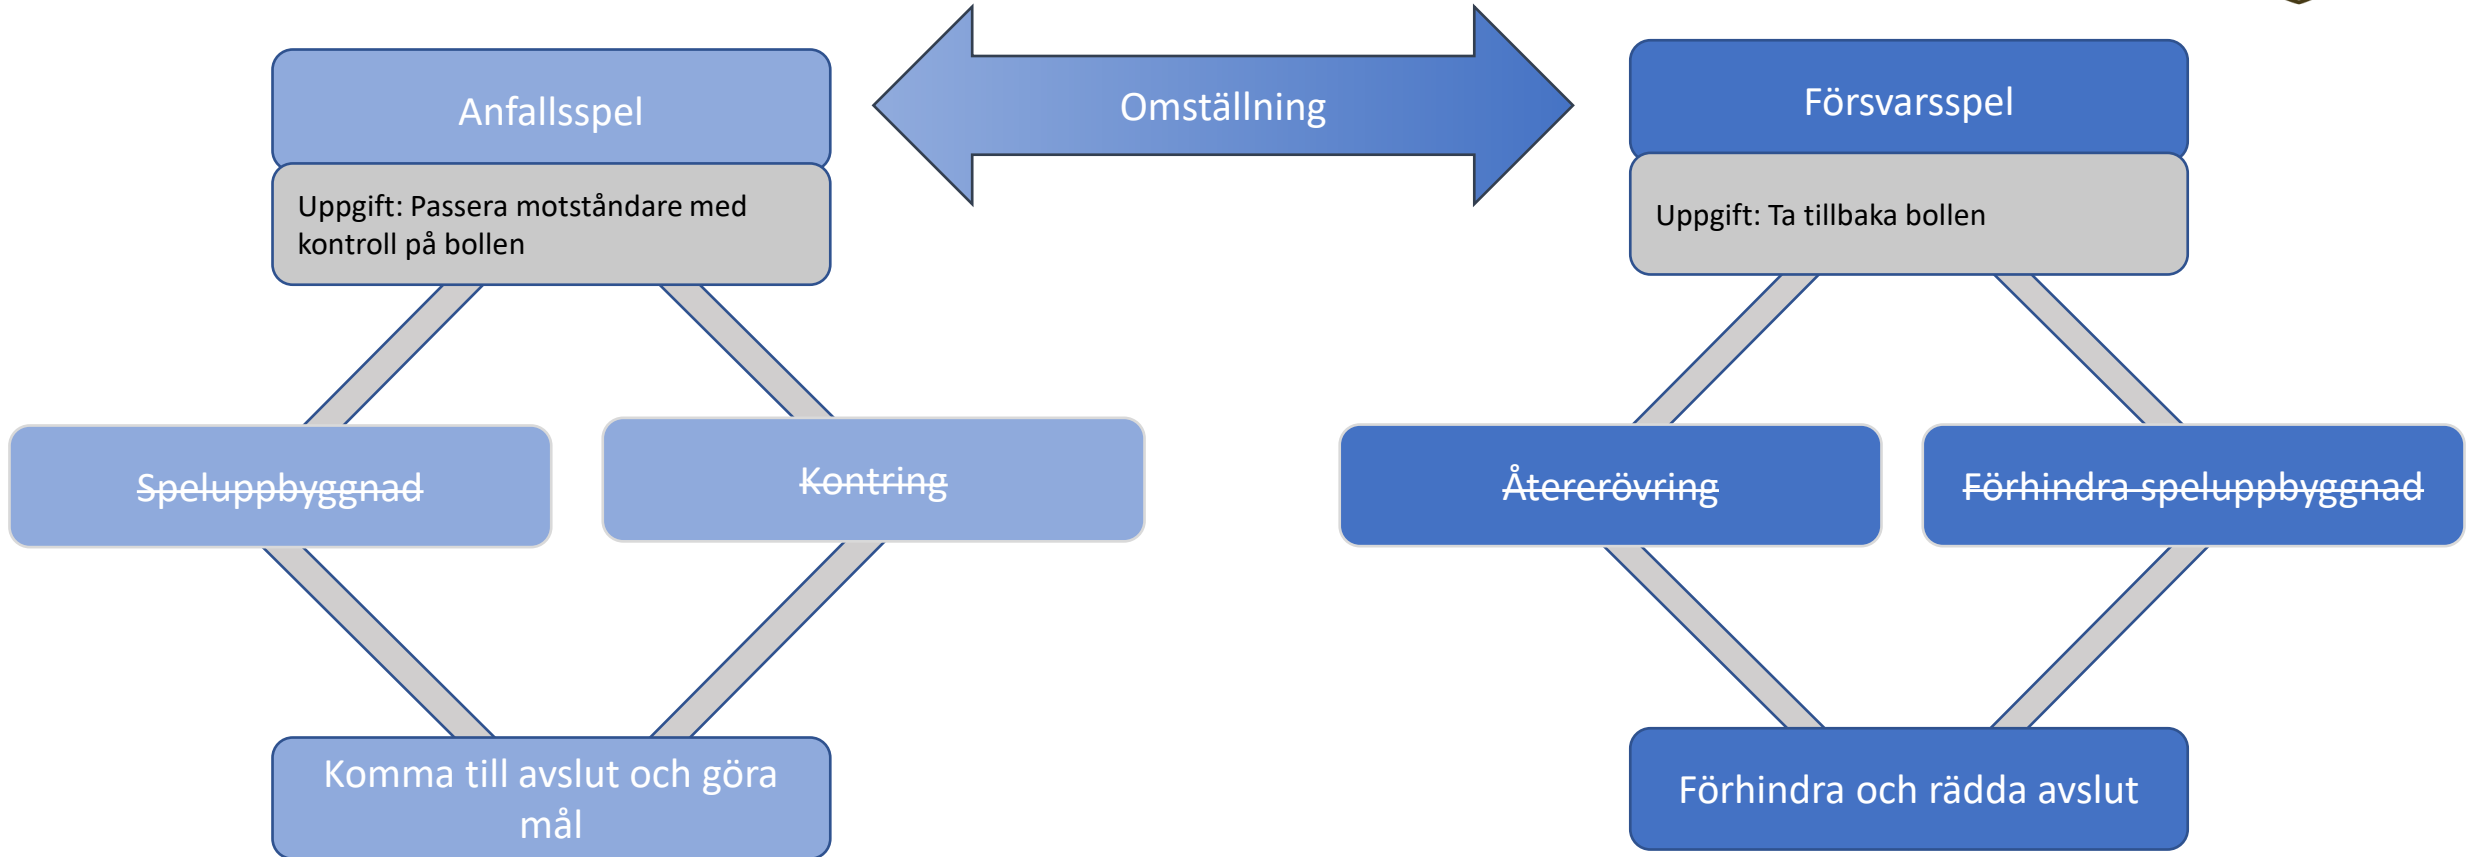 Anfallsspel
Uppgift: Passera motståndare med
kontroll på bollen
Omställning
Försvarsspel
Uppgift: Ta tillbaka bollen
Speluppbyggnad
Kontring
Återerövring
Förhindra speluppbyggnad
Komma till avslut och göra
mål
Förhindra och rädda avslut